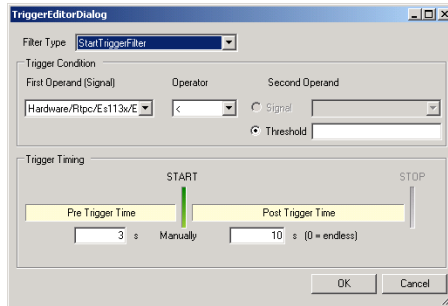 TriggerEditorDialog
Filter Type StartTriggerFilter
Trigger Condition
First Operand (Signal) Operator Second Operand
Hardware/Rtpc/Es113x/E < Signal
Threshold
Trigger Timing
START STOP
Pre Trigger Time Post Trigger Time
3 s Manually 10 s (0 = endless)
OK Cancel